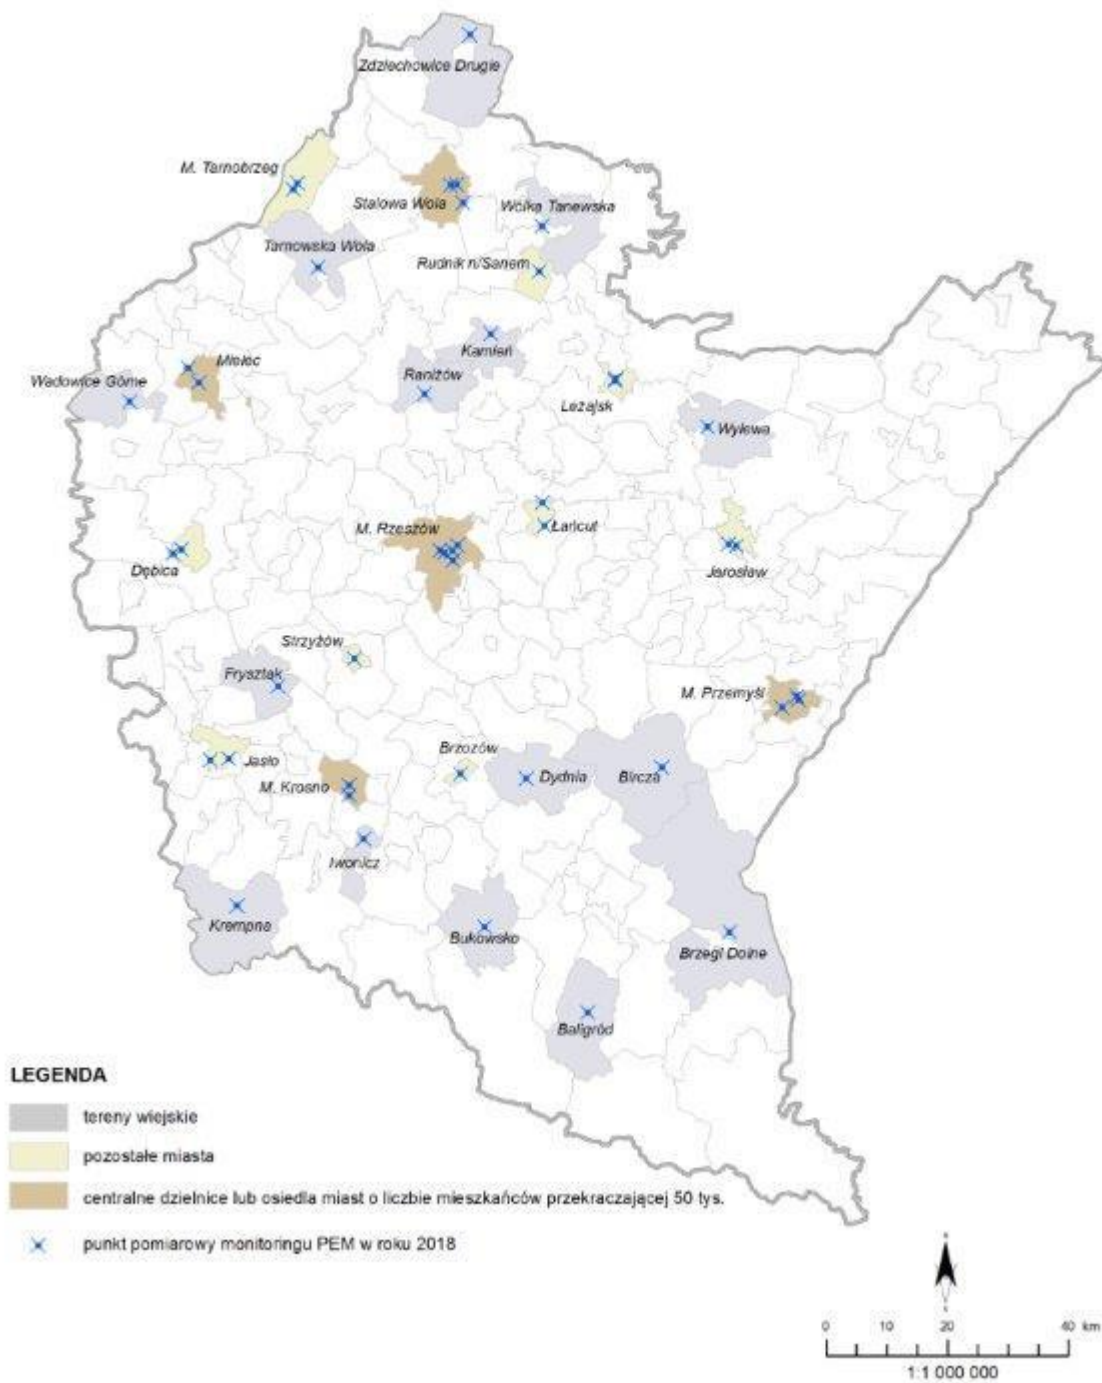 Zdziechowice Drugie
M. Tarnobrzeg
Stalowa Wola
Wólka Tanewska
Tarnowska Wola
Rudnik n/Sanem
Kamień
Mielec
Wadowice Górne
Raniżów
Leżajsk
Wylewa
M. Rzeszów
Łańcut
Dębica
Jarosław
Strzyżów
Frysztak
M. Przemyśl
Brzozów
Jasło
Dydnia
Bircza
M. Krosno
Iwonicz
Krempna
Bukowsko
Brzegi Dolne
Baligród
LEGENDA
tereny wiejskie
pozostałe miasta
centralne dzielnice lub osiedla miast o liczbie mieszkańców przekraczającej 50 tys.
punkt pomiarowy monitoringu PEM w roku 2018
0 10 20 40 km
1:1 000 000